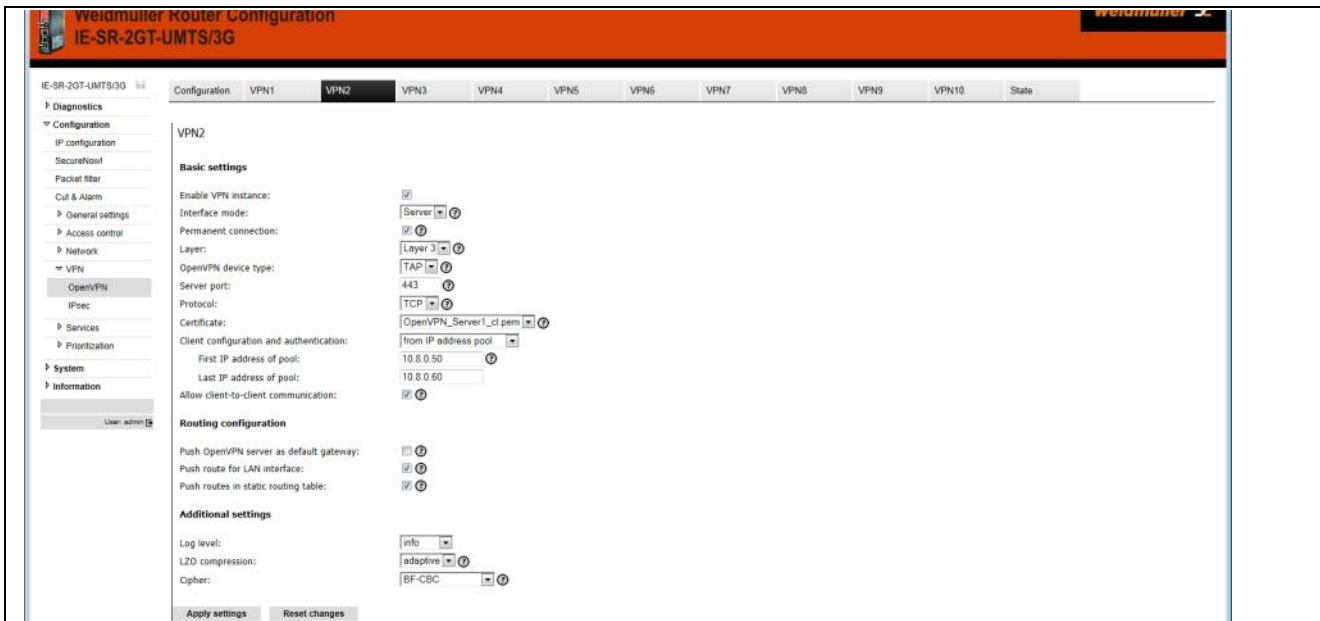 Weidmüller Router Configuration
IE-SR-2GT-UMTS/3G
Weidmüller
IE-SR-2GT-UMTS/3G
Configuration VPN1 VPN2 VPN3 VPN4 VPN5 VPN6 VPN7 VPN8 VPN9 VPN10 State
Diagnostics
Configuration
IP configuration
SecureNow!
Packet filter
Cut & Alarm
General settings
Access control
Network
VPN
OpenVPN
IPsec
Services
Prioritization
System
Information
User: admin
VPN2
Basic settings
Enable VPN instance:
Interface mode: Server
Permanent connection:
Layer: Layer 3
OpenVPN device type: TAP
Server port: 443
Protocol: TCP
Certificate: OpenVPN_Server1_cl.pem
Client configuration and authentication: from IP address pool
First IP address of pool: 10.8.0.50
Last IP address of pool: 10.8.0.60
Allow client-to-client communication:
Routing configuration
Push OpenVPN server as default gateway:
Push route for LAN interface:
Push routes in static routing table:
Additional settings
Log level: info
LZO compression: adaptive
Cipher: BF-CBC
Apply settings Reset changes